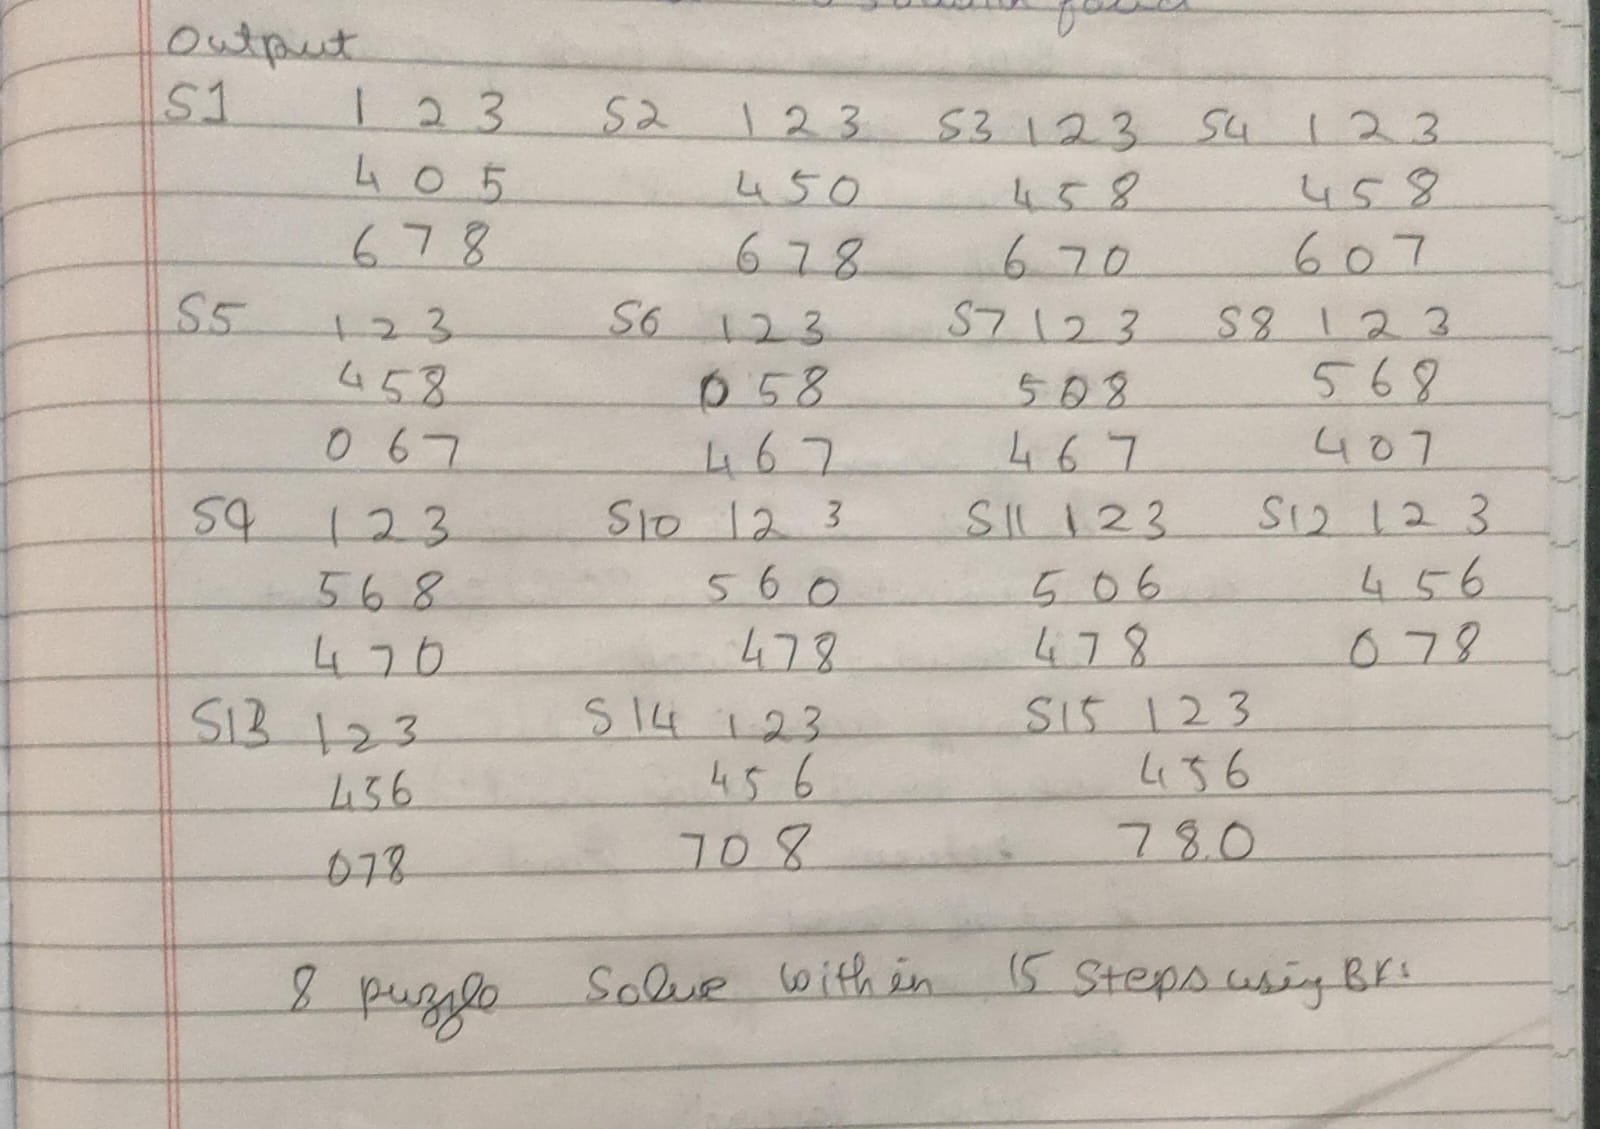 Output
S1 1 2 3 S2 1 2 3 S3 1 2 3 S4 1 2 3
4 0 5 4 5 0 4 5 8 4 5 8
6 7 8 6 7 8 6 7 0 6 0 7
S5 1 2 3 S6 1 2 3 S7 1 2 3 S8 1 2 3
4 5 8 0 5 8 5 0 8 5 6 8
0 6 7 4 6 7 4 6 7 4 0 7
S9 1 2 3 S10 1 2 3 S11 1 2 3 S12 1 2 3
5 6 8 5 6 0 5 0 6 4 5 6
4 7 0 4 7 8 4 7 8 0 7 8
S13 1 2 3 S14 1 2 3 S15 1 2 3
4 5 6 4 5 6 4 5 6
0 7 8 7 0 8 7 8 0
8 puzzle Solve within 15 Steps using